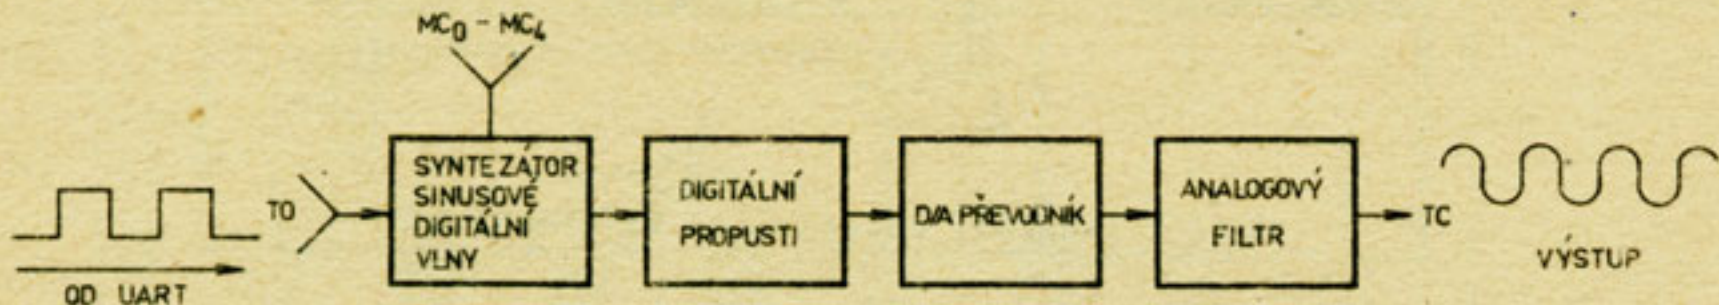 MC0 - MC4
TO
SYNTEZÁTOR
SINUSOVÉ
DIGITÁLNÍ
VLNY
DIGITÁLNÍ
PROPUSTI
D/A PŘEVODNÍK
ANALOGOVÝ
FILTR
TC
VÝSTUP
OD UART